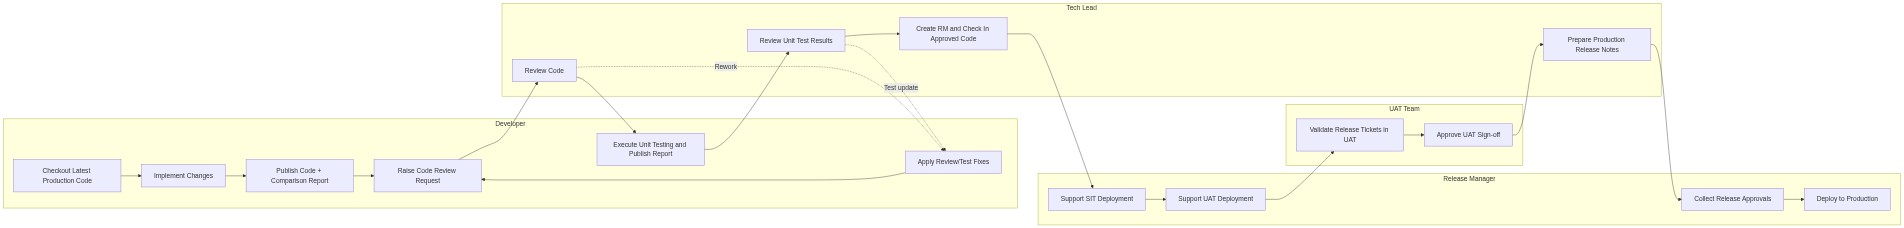 Tech Lead
Review Code
Review Unit Test Results
Create RM and Check In
Approved Code
Prepare Production
Release Notes
Rework
Test update
Developer
Checkout Latest
Production Code
Implement Changes
Publish Code +
Comparison Report
Raise Code Review
Request
Execute Unit Testing and
Publish Report
Apply Review/Test Fixes
UAT Team
Validate Release Tickets in
UAT
Approve UAT Sign-off
Release Manager
Support SIT Deployment
Support UAT Deployment
Collect Release Approvals
Deploy to Production